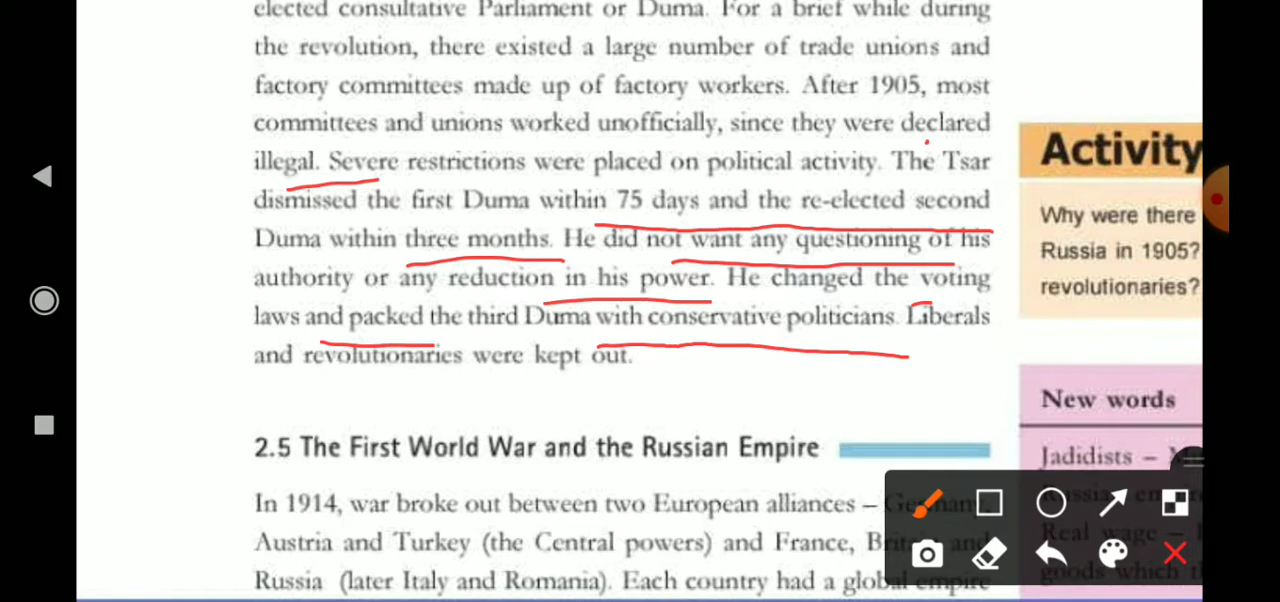 elected consultative Parliament or Duma. For a brief while during
the revolution, there existed a large number of trade unions and
factory committees made up of factory workers. After 1905, most
committees and unions worked unofficially, since they were declared
illegal. Severe restrictions were placed on political activity. The Tsar
dismissed the first Duma within 75 days and the re-elected second
Duma within three months. He did not want any questioning of his
authority or any reduction in his power. He changed the voting
laws and packed the third Duma with conservative politicians. Liberals
and revolutionaries were kept out.
2.5 The First World War and the Russian Empire
In 1914, war broke out between two European alliances – Germany,
Austria and Turkey (the Central powers) and France, Britain and
Russia (later Italy and Romania). Each country had a global empire
Activity
Why were there
Russia in 1905?
revolutionaries?
New words
Jadidists –
Real wage –
goods which